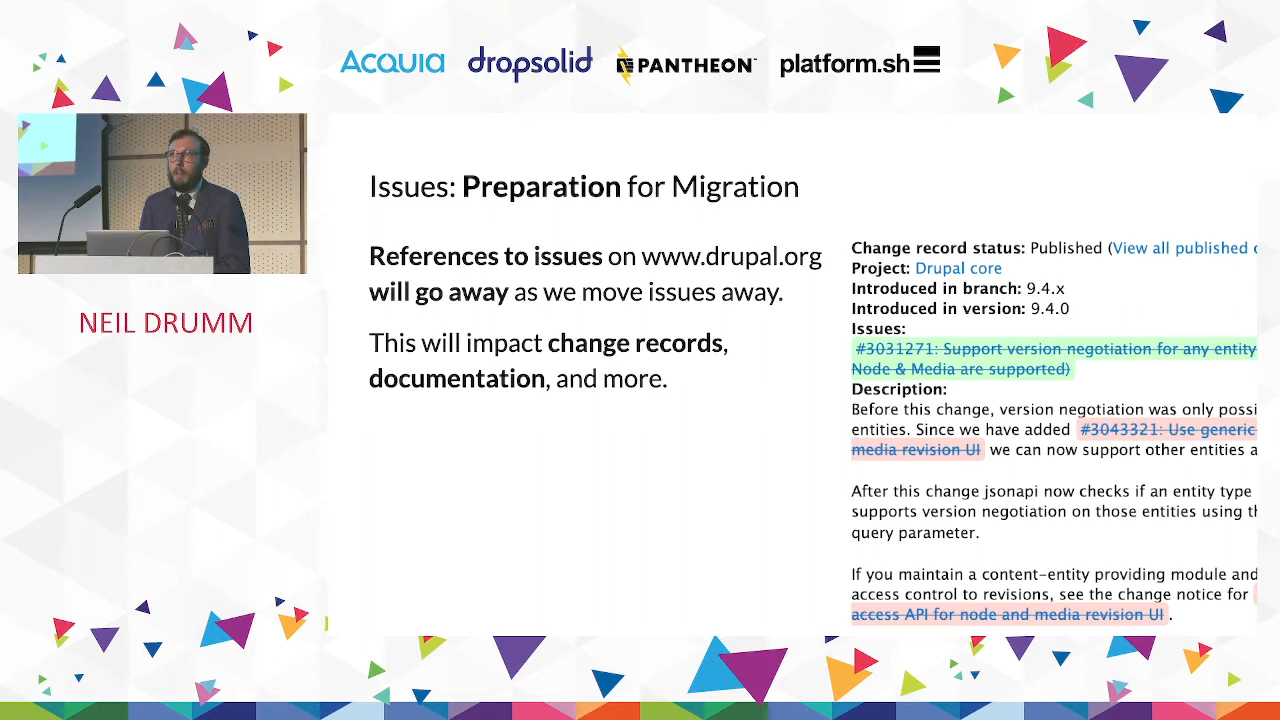 Acquia dropsolid PANTHEON platform.sh
NEIL DRUMM
Issues: Preparation for Migration
References to issues on www.drupal.org
will go away as we move issues away.
This will impact change records,
documentation, and more.
Change record status: Published (View all published
Project: Drupal core
Introduced in branch: 9.4.x
Introduced in version: 9.4.0
Issues:
#3031271: Support version negotiation for any entity
Node & Media are supported)
Description:
Before this change, version negotiation was only possi
entities. Since we have added #3043321: Use generic
media revision UI we can now support other entities a
After this change jsonapi now checks if an entity type
supports version negotiation on those entities using th
query parameter.
If you maintain a content-entity providing module and
access control to revisions, see the change notice for
access API for node and media revision UI.